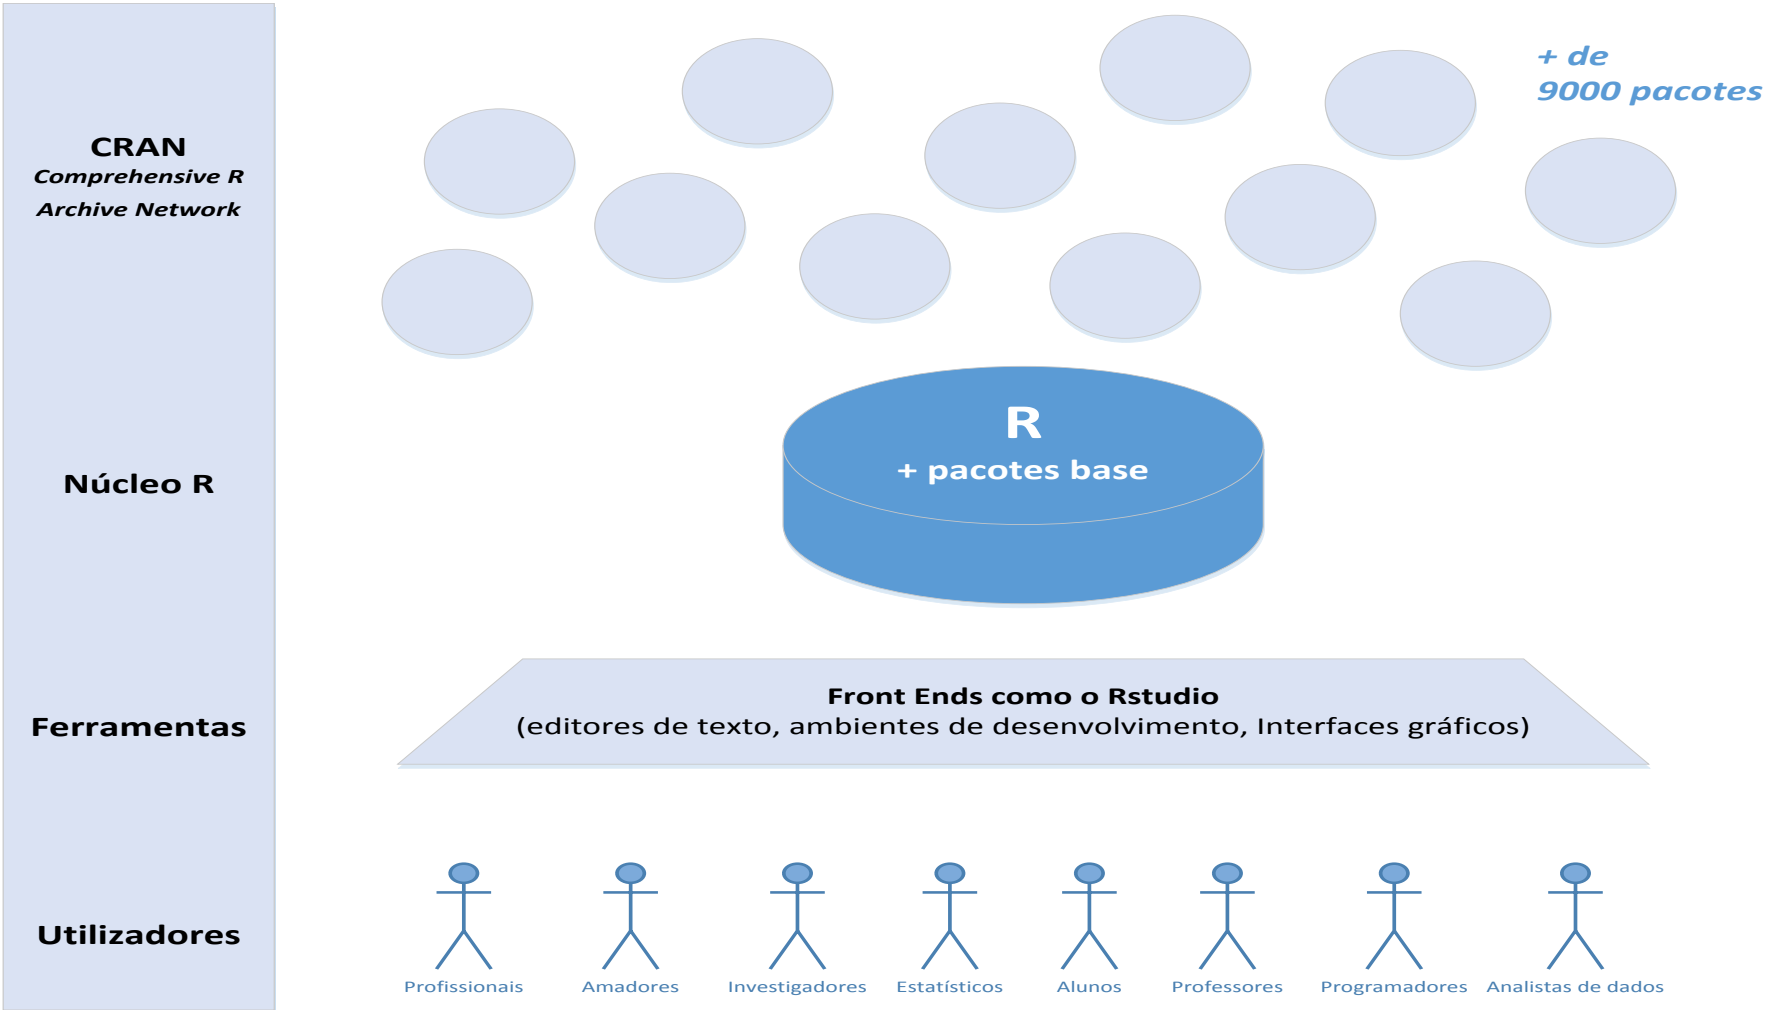 + de
9000 pacotes
CRAN
Comprehensive R
Archive Network
R
+ pacotes base
Núcleo R
Front Ends como o Rstudio
(editores de texto, ambientes de desenvolvimento, Interfaces gráficos)
Ferramentas
Utilizadores
Profissionais
Amadores
Investigadores
Estatísticos
Alunos
Professores
Programadores
Analistas de dados